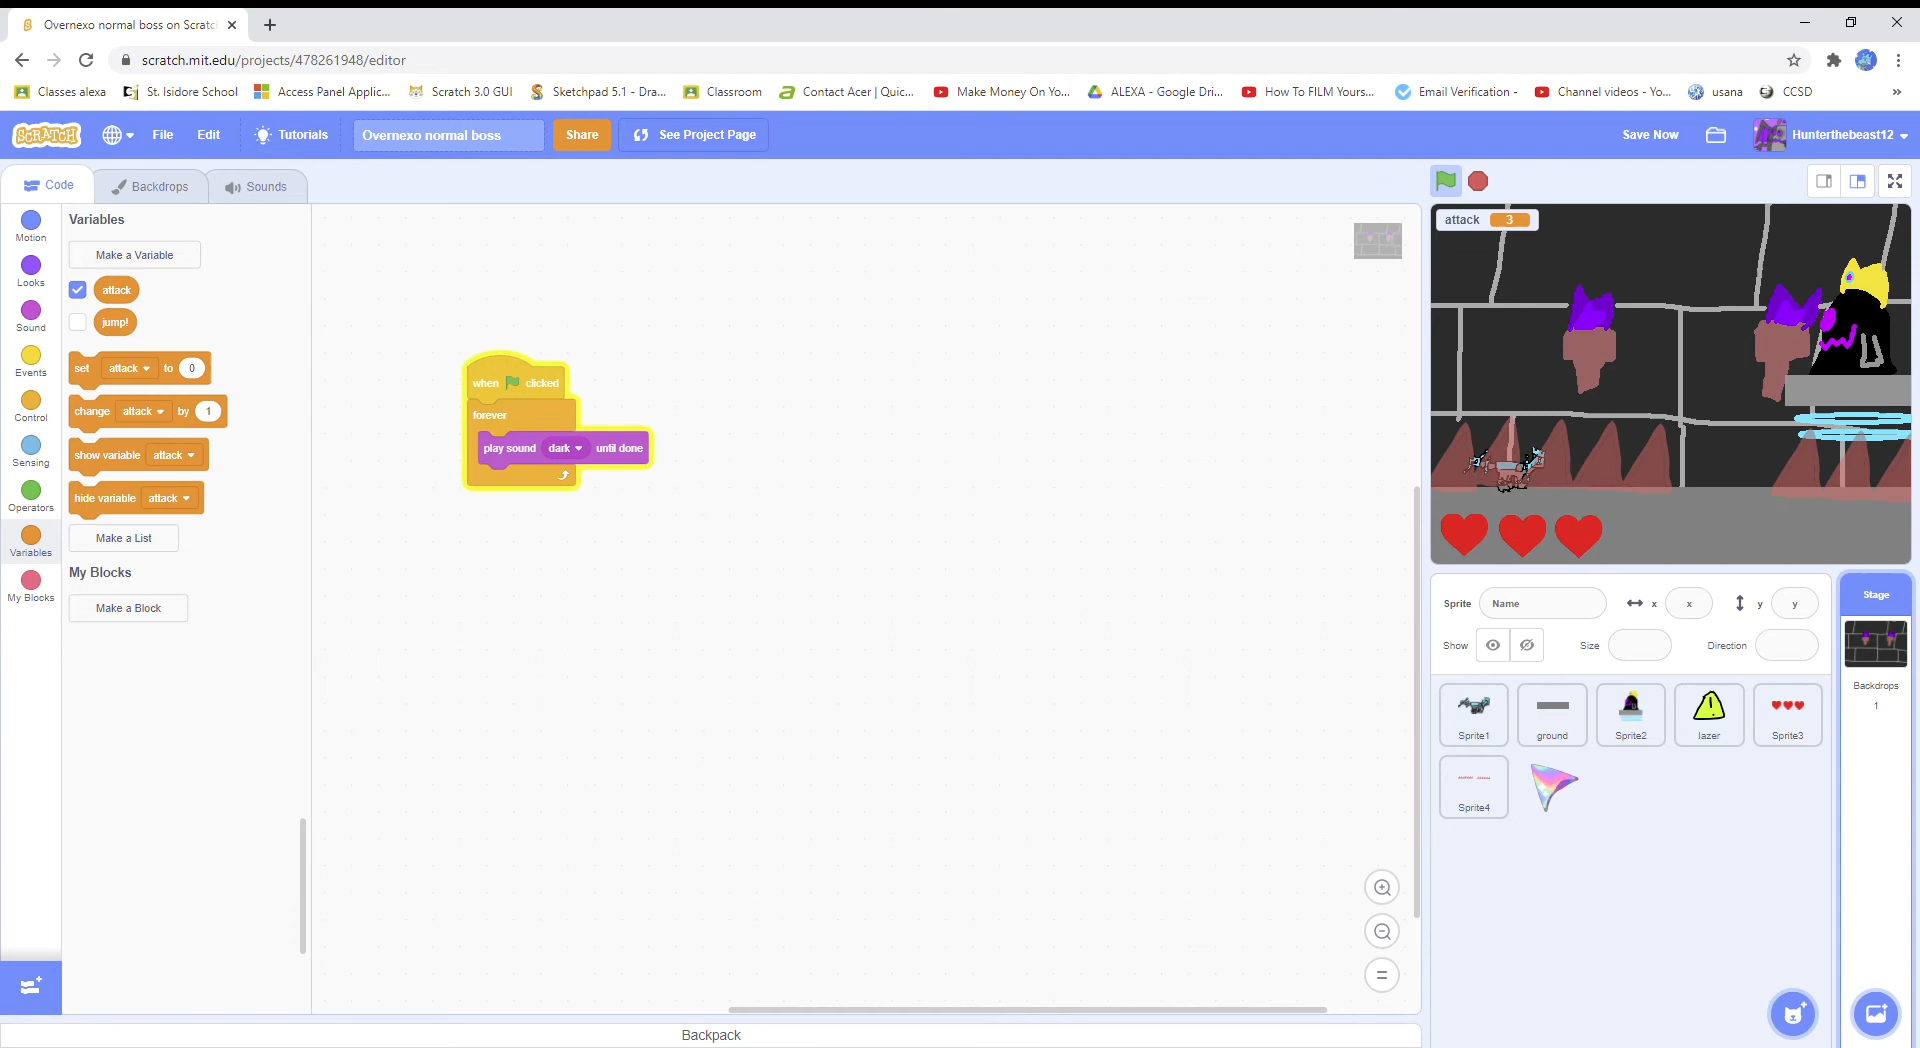 Overnexo normal boss on Scratc
scratch.mit.edu/projects/478261948/editor
Classes alexa St. Isidore School Access Panel Applic... Scratch 3.0 GUI Sketchpad 5.1 - Dra... Classroom Contact Acer | Quic... Make Money On Yo... ALEXA - Google Dri... How To FILM Yours... Email Verification - Channel videos - Yo... usana CCSD »
SCRATCH File Edit Tutorials Overnexo normal boss Share See Project Page Save Now Hunterthebeast12
Code Backdrops Sounds
Motion
Looks
Sound
Events
Control
Sensing
Operators
Variables
My Blocks
Variables
Make a Variable
attack
jump!
set attack to 0
change attack by 1
show variable attack
hide variable attack
Make a List
My Blocks
Make a Block
when clicked
forever
play sound dark until done
attack 3
Sprite Name x x y y
Show Size Direction
Sprite1 ground Sprite2 lazer Sprite3
Sprite4
Stage
Backdrops
1
Backpack